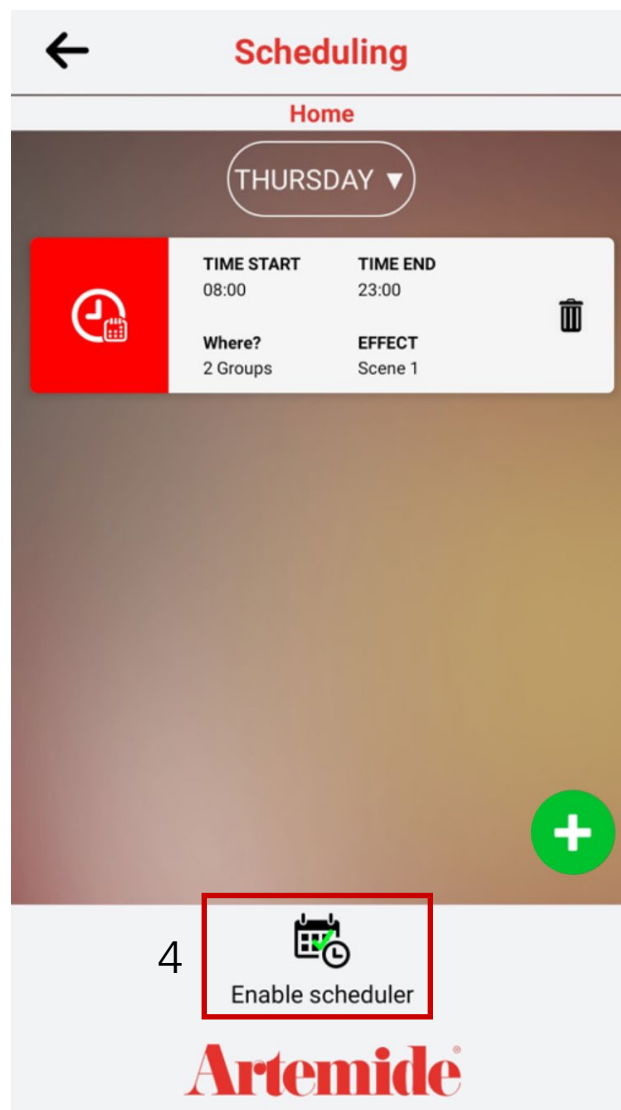 Scheduling
Home
THURSDAY ▼
TIME START TIME END
08:00 23:00
Where? EFFECT
2 Groups Scene 1
4
Enable scheduler
Artemide®